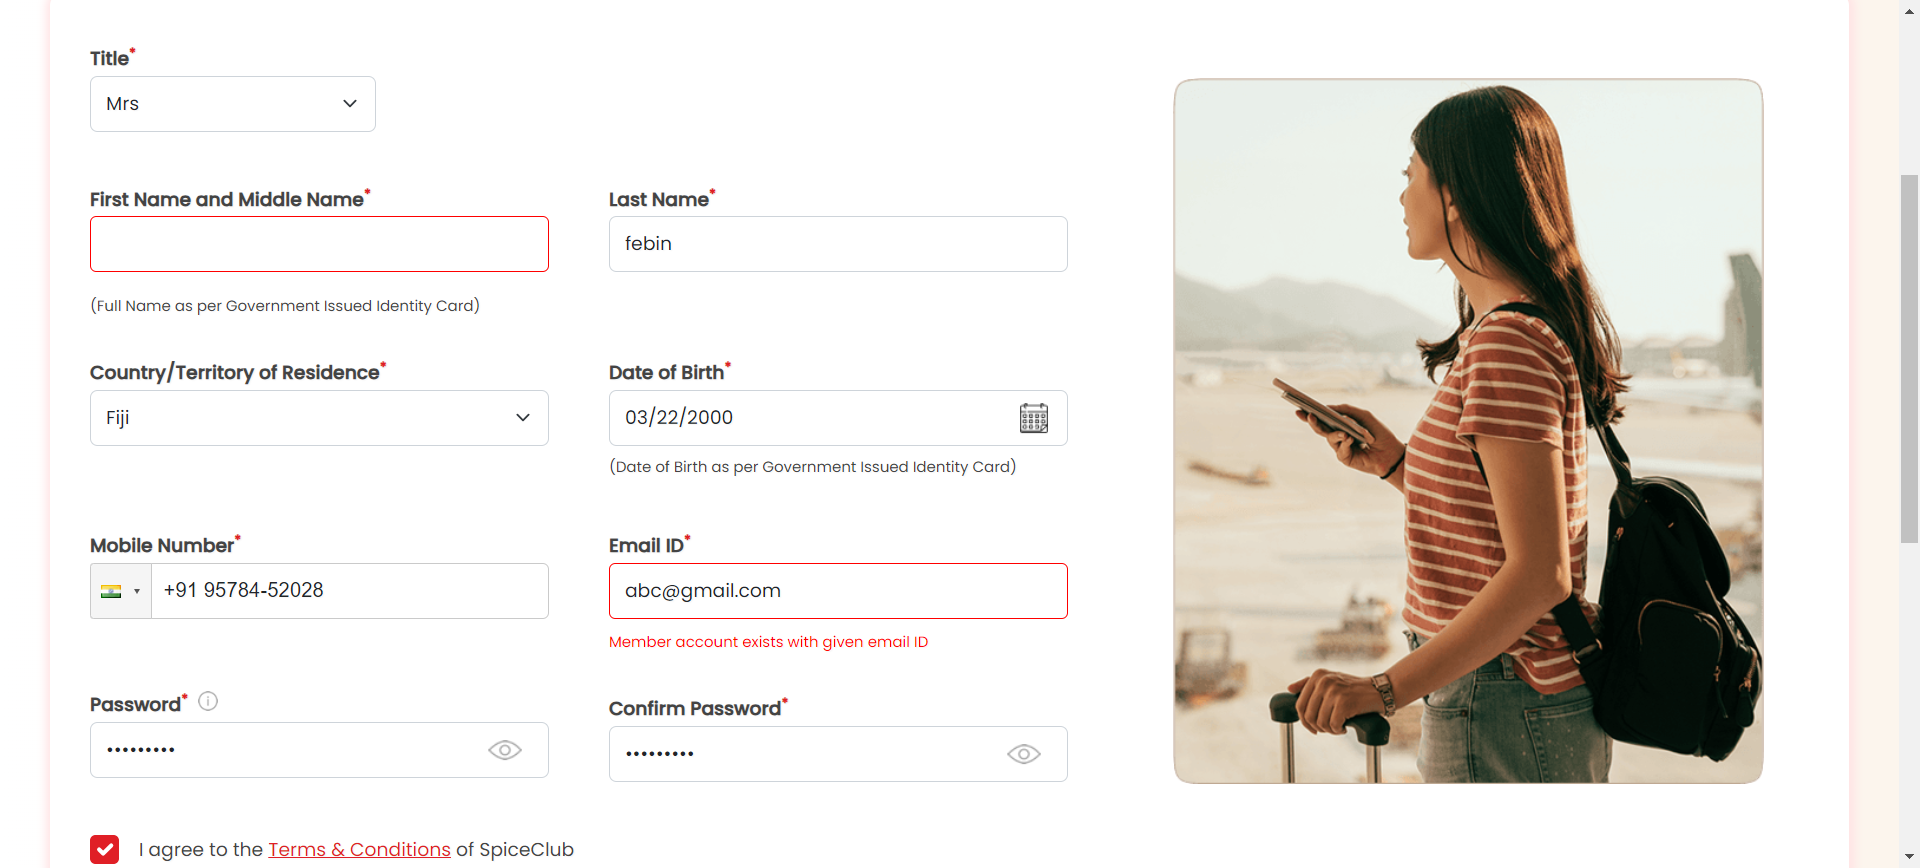 Title*
Mrs
First Name and Middle Name*
Last Name*
febin
(Full Name as per Government Issued Identity Card)
Country/Territory of Residence*
Date of Birth*
Fiji
03/22/2000
(Date of Birth as per Government Issued Identity Card)
Mobile Number*
Email ID*
+91 95784-52028
abc@gmail.com
Member account exists with given email ID
Password*
Confirm Password*
•••••••••
•••••••••
I agree to the Terms & Conditions of SpiceClub